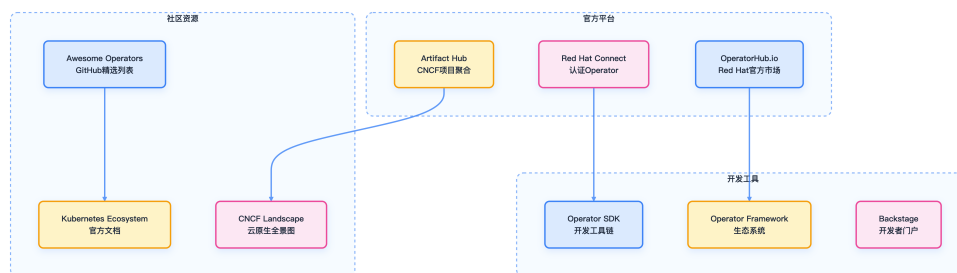 社区资源
官方平台
Awesome Operators
GitHub精选列表
Artifact Hub
CNCF项目聚合
Red Hat Connect
认证Operator
OperatorHub.io
Red Hat官方市场
开发工具
Kubernetes Ecosystem
官方文档
CNCF Landscape
云原生全景图
Operator SDK
开发工具链
Operator Framework
生态系统
Backstage
开发者门户